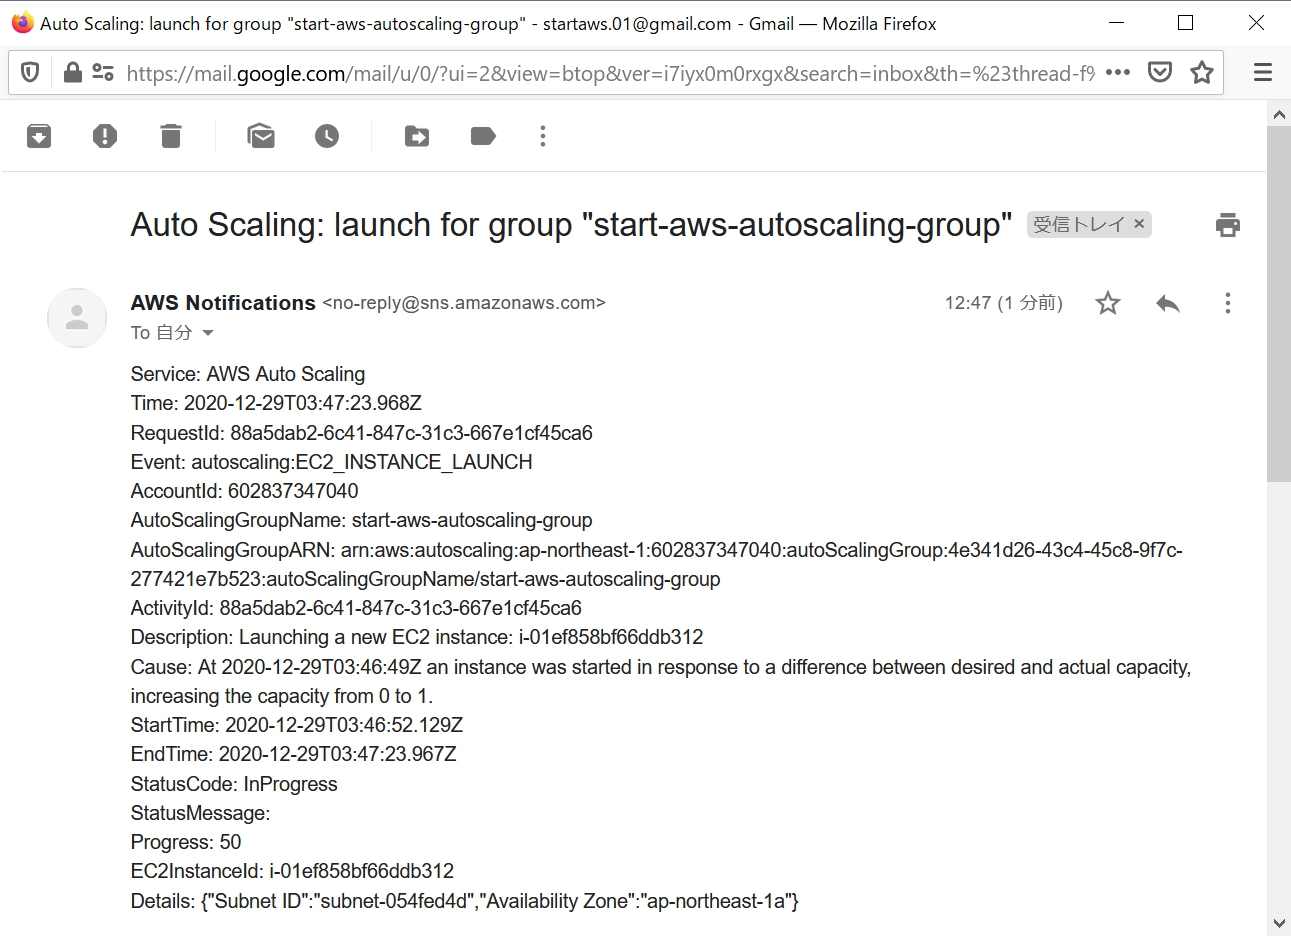 Auto Scaling: launch for group "start-aws-autoscaling-group" - startaws.01@gmail.com - Gmail — Mozilla Firefox
https://mail.google.com/mail/u/0/?ui=2&view=btop&ver=i7iyx0m0rxgx&search=inbox&th=%23thread-f%
Auto Scaling: launch for group "start-aws-autoscaling-group" 受信トレイ ×
AWS Notifications <no-reply@sns.amazonaws.com> 12:47 (1 分前)
To 自分
Service: AWS Auto Scaling
Time: 2020-12-29T03:47:23.968Z
RequestId: 88a5dab2-6c41-847c-31c3-667e1cf45ca6
Event: autoscaling:EC2_INSTANCE_LAUNCH
AccountId: 602837347040
AutoScalingGroupName: start-aws-autoscaling-group
AutoScalingGroupARN: arn:aws:autoscaling:ap-northeast-1:602837347040:autoScalingGroup:4e341d26-43c4-45c8-9f7c-
277421e7b523:autoScalingGroupName/start-aws-autoscaling-group
ActivityId: 88a5dab2-6c41-847c-31c3-667e1cf45ca6
Description: Launching a new EC2 instance: i-01ef858bf66ddb312
Cause: At 2020-12-29T03:46:49Z an instance was started in response to a difference between desired and actual capacity,
increasing the capacity from 0 to 1.
StartTime: 2020-12-29T03:46:52.129Z
EndTime: 2020-12-29T03:47:23.967Z
StatusCode: InProgress
StatusMessage:
Progress: 50
EC2InstanceId: i-01ef858bf66ddb312
Details: {"Subnet ID":"subnet-054fed4d","Availability Zone":"ap-northeast-1a"}